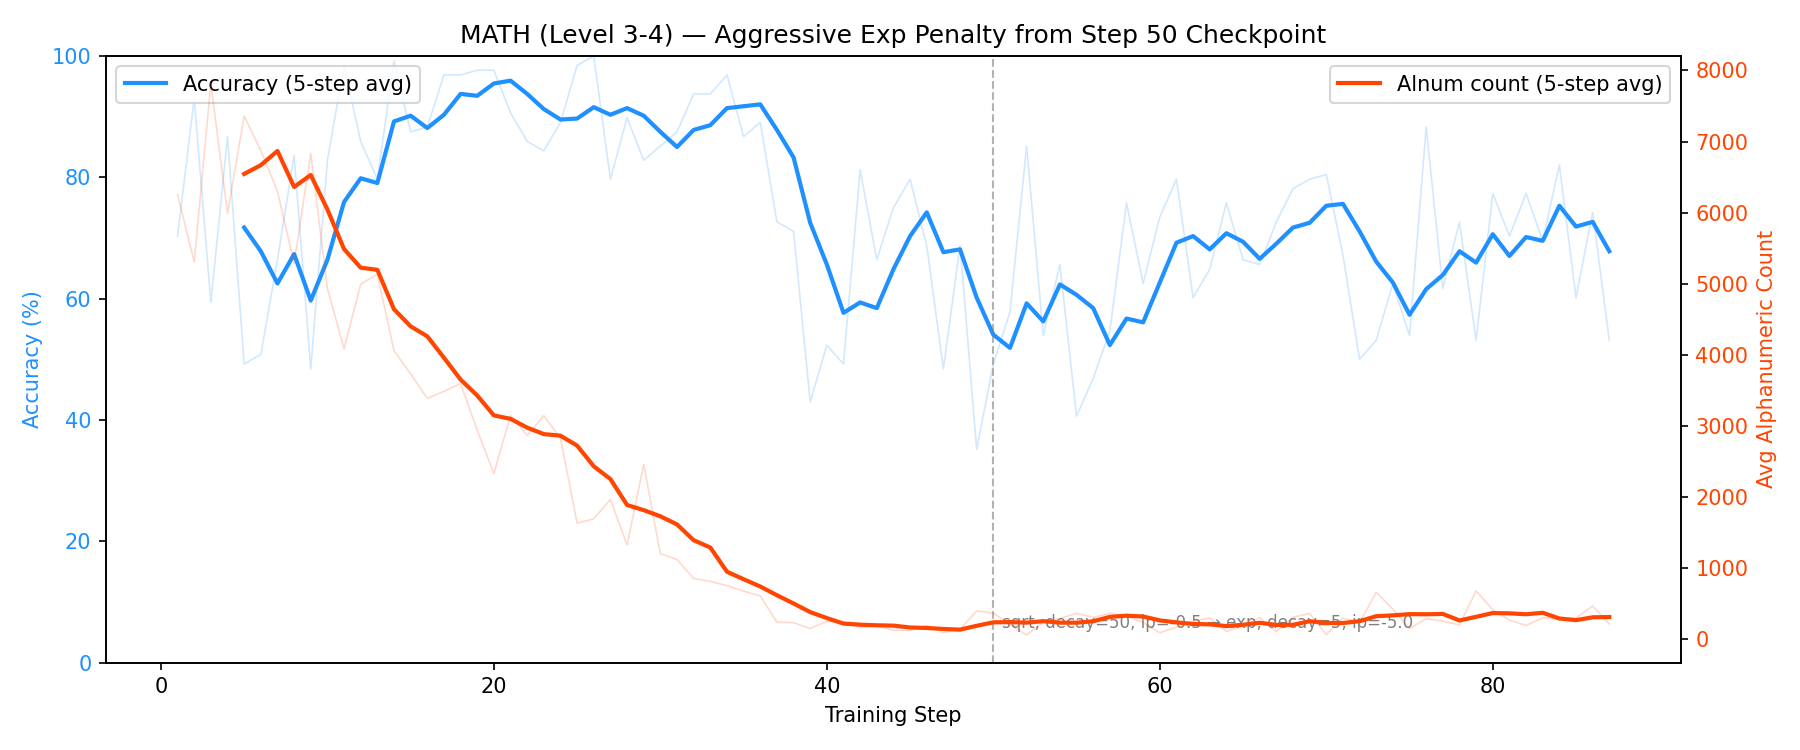 MATH (Level 3-4) — Aggressive Exp Penalty from Step 50 Checkpoint
Accuracy (5-step avg)
Alnum count (5-step avg)
Accuracy (%)
100
80
60
40
20
0
8000
7000
6000
5000
4000
3000
2000
1000
0
Avg Alphanumeric Count
sqrt, decay=50, lp=-0.5 → exp, decay=5, lp=-5.0
0 20 40 60 80
Training Step